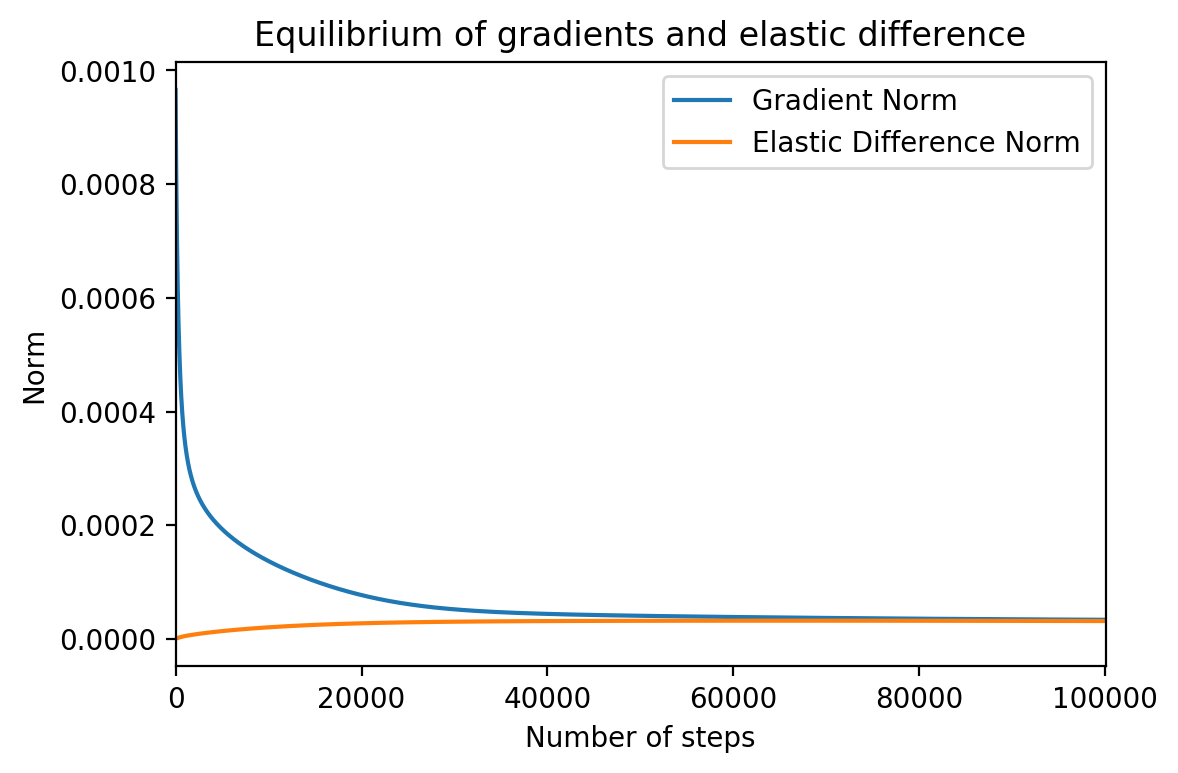 Equilibrium of gradients and elastic difference
0.0010
0.0008
0.0006
0.0004
0.0002
0.0000
Norm
Gradient Norm
Elastic Difference Norm
0 20000 40000 60000 80000 100000
Number of steps